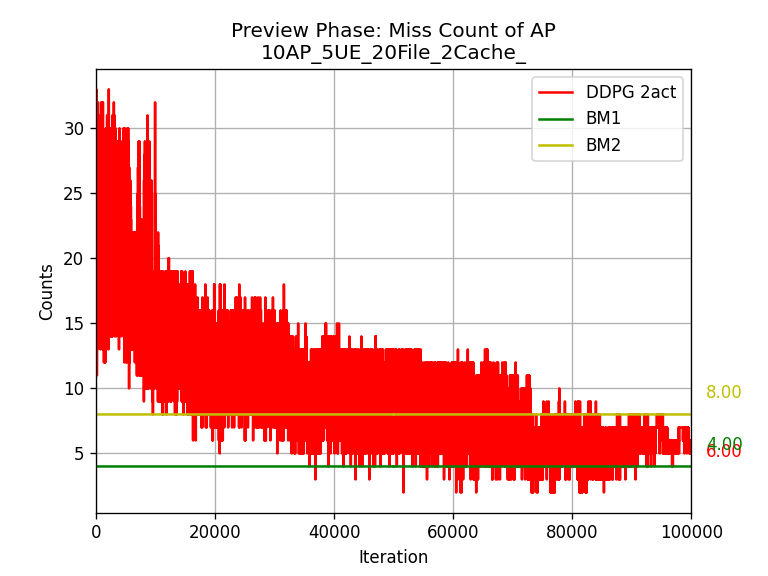 Preview Phase: Miss Count of AP
10AP_5UE_20File_2Cache_
DDPG 2act
BM1
BM2
30
25
20
15
10
5
Counts
8.00
4.00
6.00
0 20000 40000 60000 80000 100000
Iteration